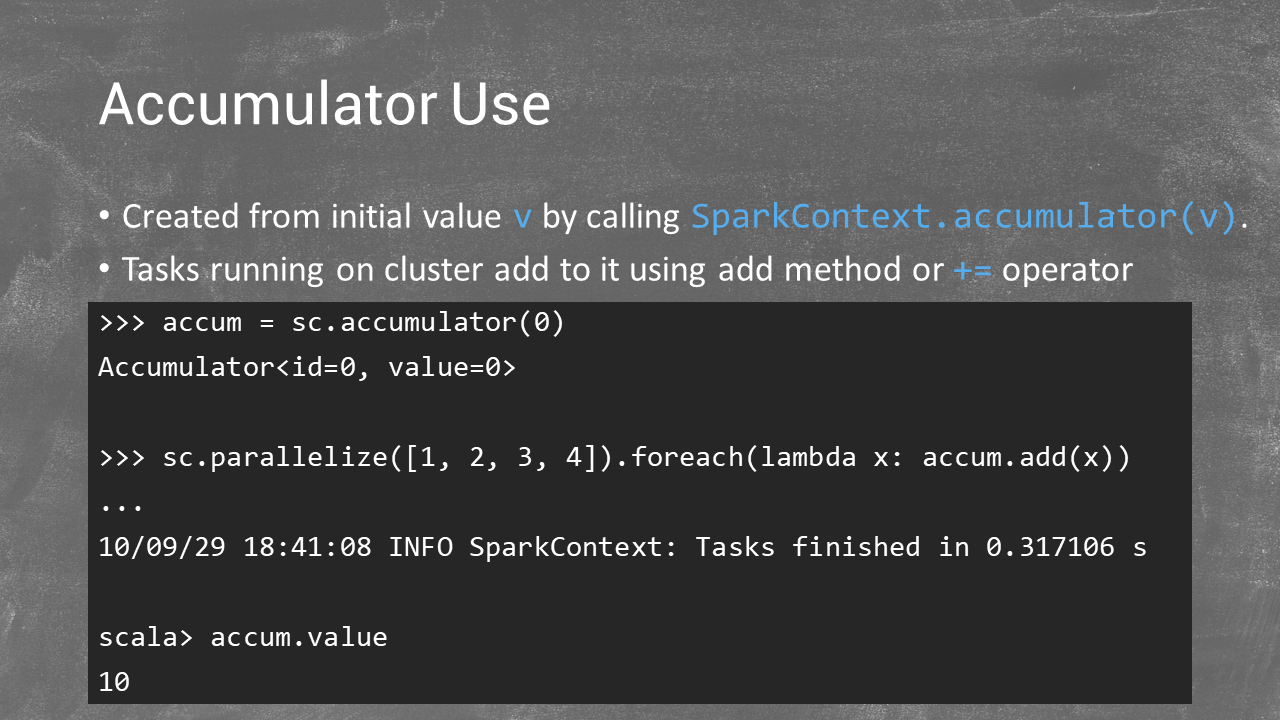 Accumulator Use
• Created from initial value v by calling SparkContext.accumulator(v).
• Tasks running on cluster add to it using add method or += operator
>>> accum = sc.accumulator(0)
Accumulator<id=0, value=0>
>>> sc.parallelize([1, 2, 3, 4]).foreach(lambda x: accum.add(x))
...
10/09/29 18:41:08 INFO SparkContext: Tasks finished in 0.317106 s
scala> accum.value
10